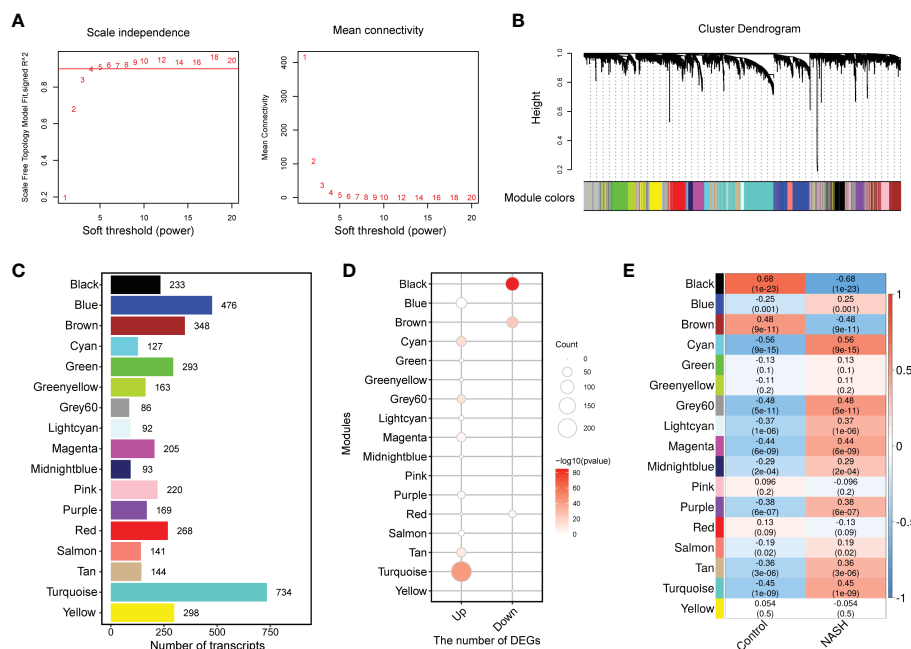 A
Scale independence
Scale Free Topology Model Fit,signed R^2
0.2 0.4 0.6 0.8
1 2 3 4 5 6 7 8 9 10 12 14 16 18 20
5 10 15 20
Soft threshold (power)
Mean connectivity
Mean Connectivity
0 100 200 300 400
1 2 3 4 5 6 7 8 9 10 12 14 16 18 20
5 10 15 20
Soft threshold (power)
B
Cluster Dendrogram
Height
0.2 0.4 0.6 0.8 1.0
Module colors
C
Black 233
Blue 476
Brown 348
Cyan 127
Green 293
Greenyellow 163
Grey60 86
Lightcyan 92
Magenta 205
Midnightblue 93
Pink 220
Purple 169
Red 268
Salmon 141
Tan 144
Turquoise 734
Yellow 298
0 250 500 750
Number of transcripts
D
Modules
Black
Blue
Brown
Cyan
Green
Greenyellow
Grey60
Lightcyan
Magenta
Midnightblue
Pink
Purple
Red
Salmon
Tan
Turquoise
Yellow
Up Down
The number of DEGs
Count
0
50
100
150
200
−log10(pvalue)
80
60
40
20
0
E
Black 0.68 -0.68
(1e-23) (1e-23)
Blue -0.25 0.25
(0.001) (0.001)
Brown 0.48 -0.48
(9e-11) (9e-11)
Cyan -0.56 0.56
(9e-15) (9e-15)
Green -0.13 0.13
(0.1) (0.1)
Greenyellow -0.11 0.11
(0.2) (0.2)
Grey60 -0.48 0.48
(5e-11) (5e-11)
Lightcyan -0.37 0.37
(1e-06) (1e-06)
Magenta -0.44 0.44
(6e-09) (6e-09)
Midnightblue -0.29 0.29
(2e-04) (2e-04)
Pink 0.096 -0.096
(0.2) (0.2)
Purple -0.38 0.38
(6e-07) (6e-07)
Red 0.13 -0.13
(0.09) (0.09)
Salmon -0.19 0.19
(0.02) (0.02)
Tan -0.36 0.36
(3e-06) (3e-06)
Turquoise -0.45 0.45
(1e-09) (1e-09)
Yellow 0.054 -0.054
(0.5) (0.5)
Control NASH
1
0.5
0
-0.5
-1